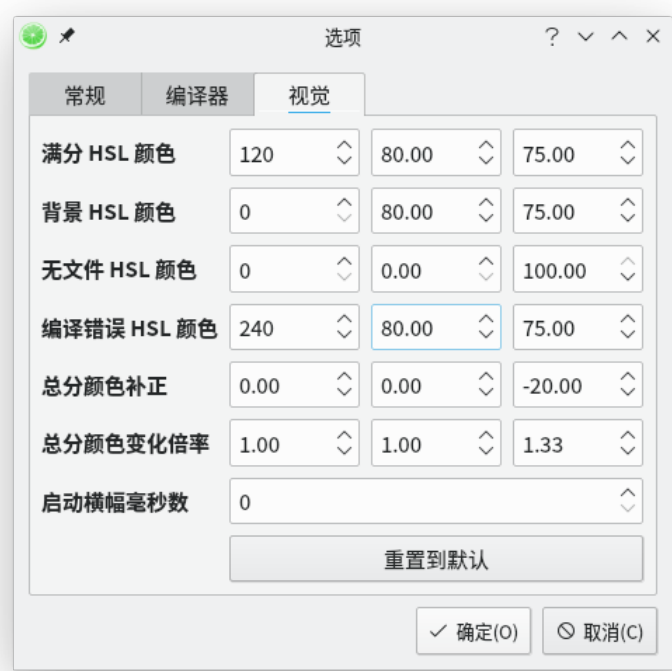 选项
常规 编译器 视觉
满分 HSL 颜色 120 80.00 75.00
背景 HSL 颜色 0 80.00 75.00
无文件 HSL 颜色 0 0.00 100.00
编译错误 HSL 颜色 240 80.00 75.00
总分颜色补正 0.00 0.00 -20.00
总分颜色变化倍率 1.00 1.00 1.33
启动横幅毫秒数 0
重置到默认
确定(O) 取消(C)